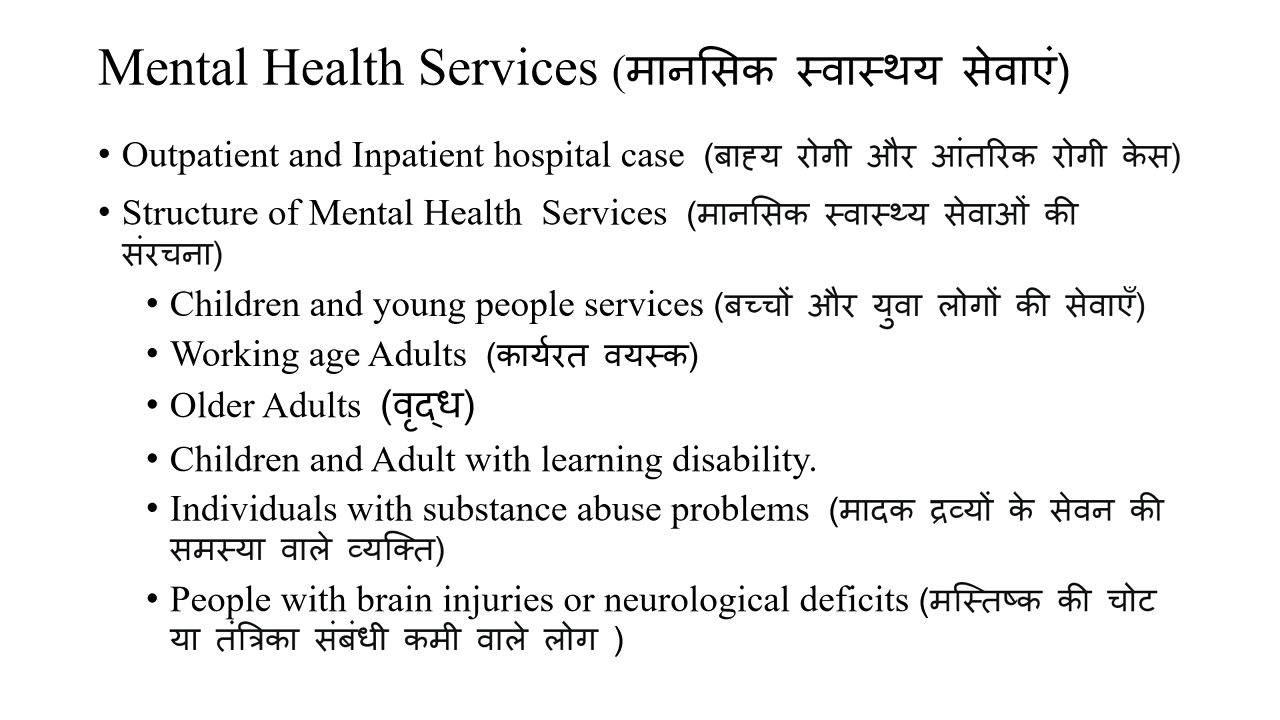 Mental Health Services (मानसिक स्वास्थय सेवाएं)
• Outpatient and Inpatient hospital case (बाह्य रोगी और आंतरिक रोगी केस)
• Structure of Mental Health Services (मानसिक स्वास्थ्य सेवाओं की
संरचना)
• Children and young people services (बच्चों और युवा लोगों की सेवाएँ)
• Working age Adults (कार्यरत वयस्क)
• Older Adults (वृद्ध)
• Children and Adult with learning disability.
• Individuals with substance abuse problems (मादक द्रव्यों के सेवन की
समस्या वाले व्यक्ति)
• People with brain injuries or neurological deficits (मस्तिष्क की चोट
या तंत्रिका संबंधी कमी वाले लोग )